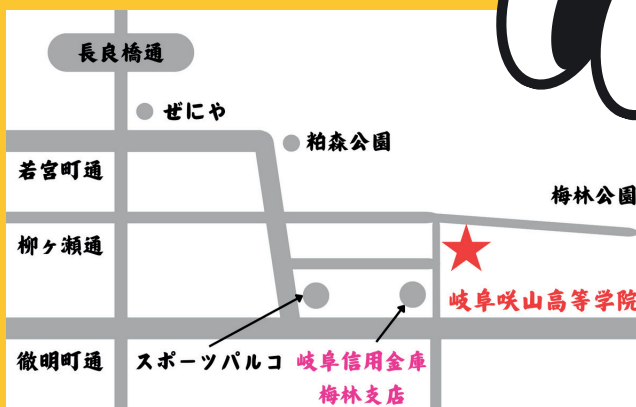 長良橋通
ぜにや
粕森公園
若宮町通
梅林公園
柳ヶ瀬通
岐阜咲山高等学院
徹明町通
スポーツパルコ
岐阜信用金庫
梅林支店